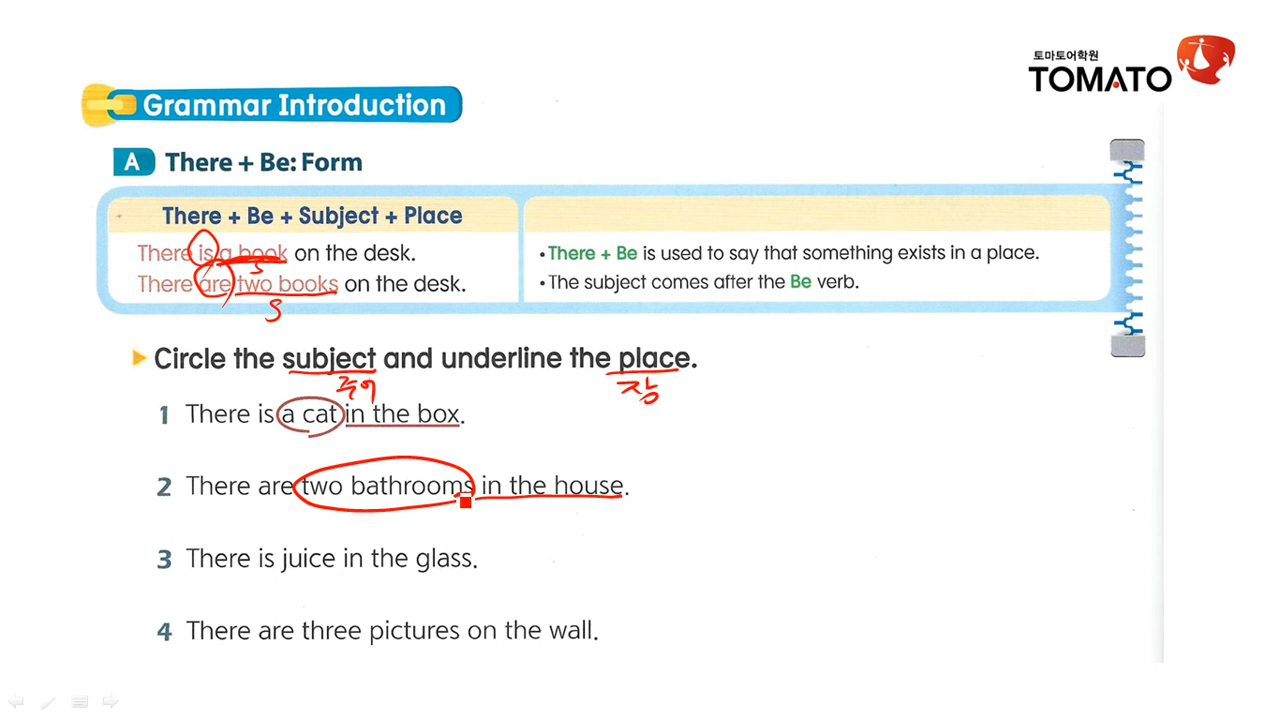 토마토어학원
TOMATO
Grammar Introduction
A There + Be: Form
There + Be + Subject + Place
There is a book on the desk.
S
There are two books on the desk.
S
• There + Be is used to say that something exists in a place.
• The subject comes after the Be verb.
Circle the subject and underline the place.
주어
1 There is a cat in the box.
2 There are two bathrooms in the house.
3 There is juice in the glass.
4 There are three pictures on the wall.